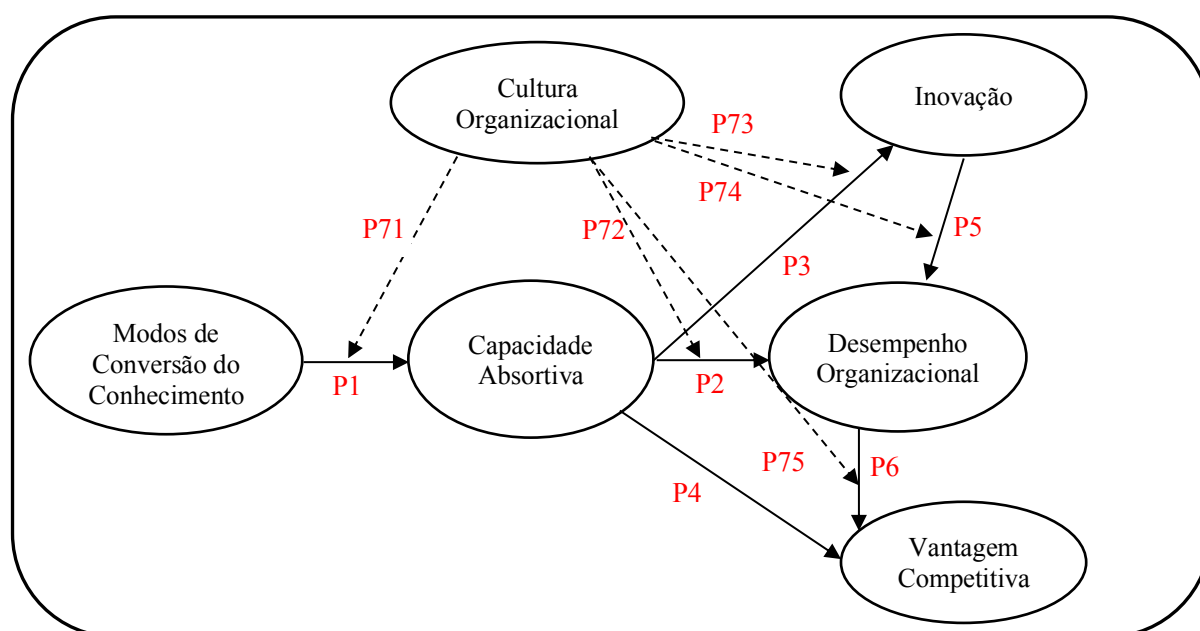 Cultura
Organizacional
Inovação
P73
P74
P71
P72
P5
P3
Modos de
Conversão do
Conhecimento
Capacidade
Absortiva
Desempenho
Organizacional
P1
P2
P75
P6
P4
Vantagem
Competitiva